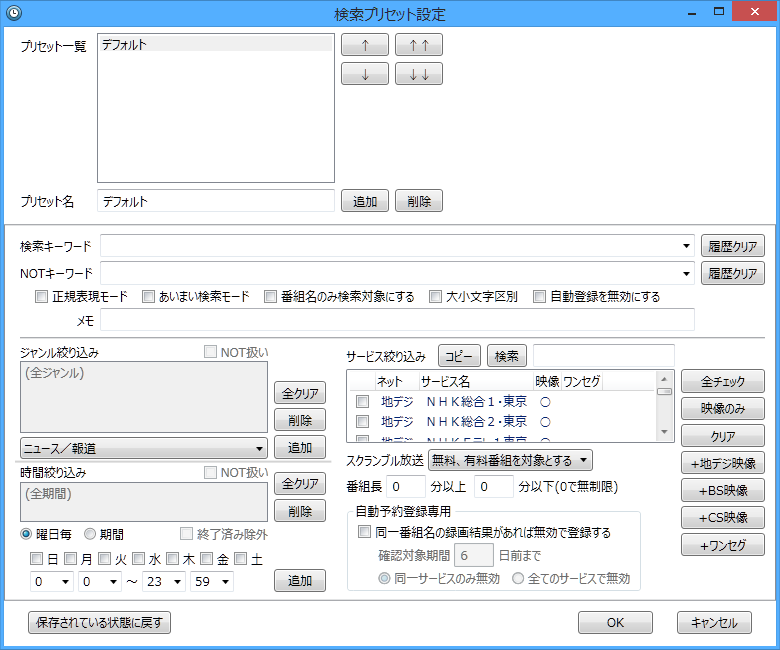 検索プリセット設定
プリセット一覧
デフォルト
↑ ↑↑
↓ ↓↓
プリセット名 デフォルト 追加 削除
検索キーワード 履歴クリア
NOTキーワード 履歴クリア
正規表現モード あいまい検索モード 番組名のみ検索対象にする 大小文字区別 自動登録を無効にする
メモ
ジャンル絞り込み NOT扱い
(全ジャンル)
全クリア
削除
ニュース／報道 追加
時間絞り込み NOT扱い
(全期間)
全クリア
削除
曜日毎 期間 終了済み除外
日 月 火 水 木 金 土
0 0 ～ 23 59 追加
サービス絞り込み コピー 検索
ネット サービス名 映像 ワンセグ
地デジ ＮＨＫ総合１・東京 ○
地デジ ＮＨＫ総合２・東京 ○
地デジ ＮＨＫＥテレ１東京 ○
スクランブル放送 無料、有料番組を対象とする
番組長 0 分以上 0 分以下(0で無制限)
自動予約登録専用
同一番組名の録画結果があれば無効で登録する
確認対象期間 6 日前まで
同一サービスのみ無効 全てのサービスで無効
全チェック
映像のみ
クリア
+地デジ映像
+BS映像
+CS映像
+ワンセグ
保存されている状態に戻す OK キャンセル